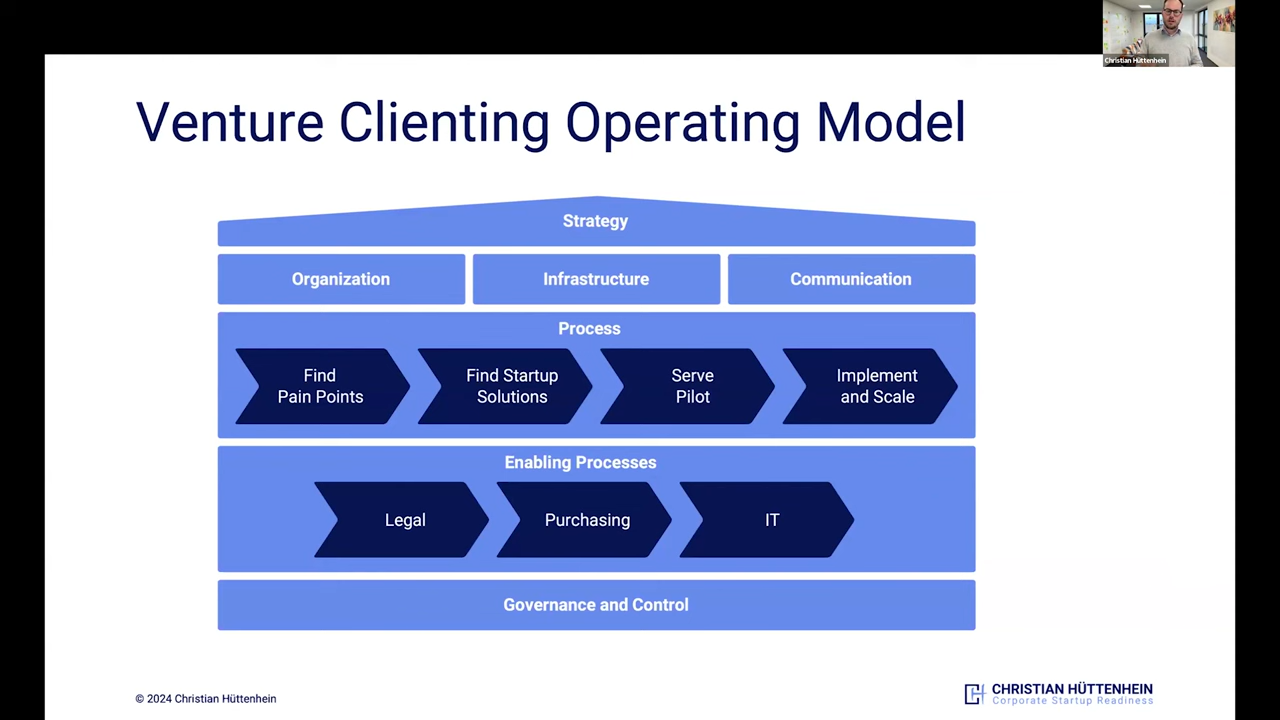 Christian Hüttenhein
Venture Clienting Operating Model
Strategy
Organization
Infrastructure
Communication
Process
Find
Pain Points
Find Startup
Solutions
Serve
Pilot
Implement
and Scale
Enabling Processes
Legal
Purchasing
IT
Governance and Control
© 2024 Christian Hüttenhein
CHRISTIAN HÜTTENHEIN
Corporate Startup Readiness